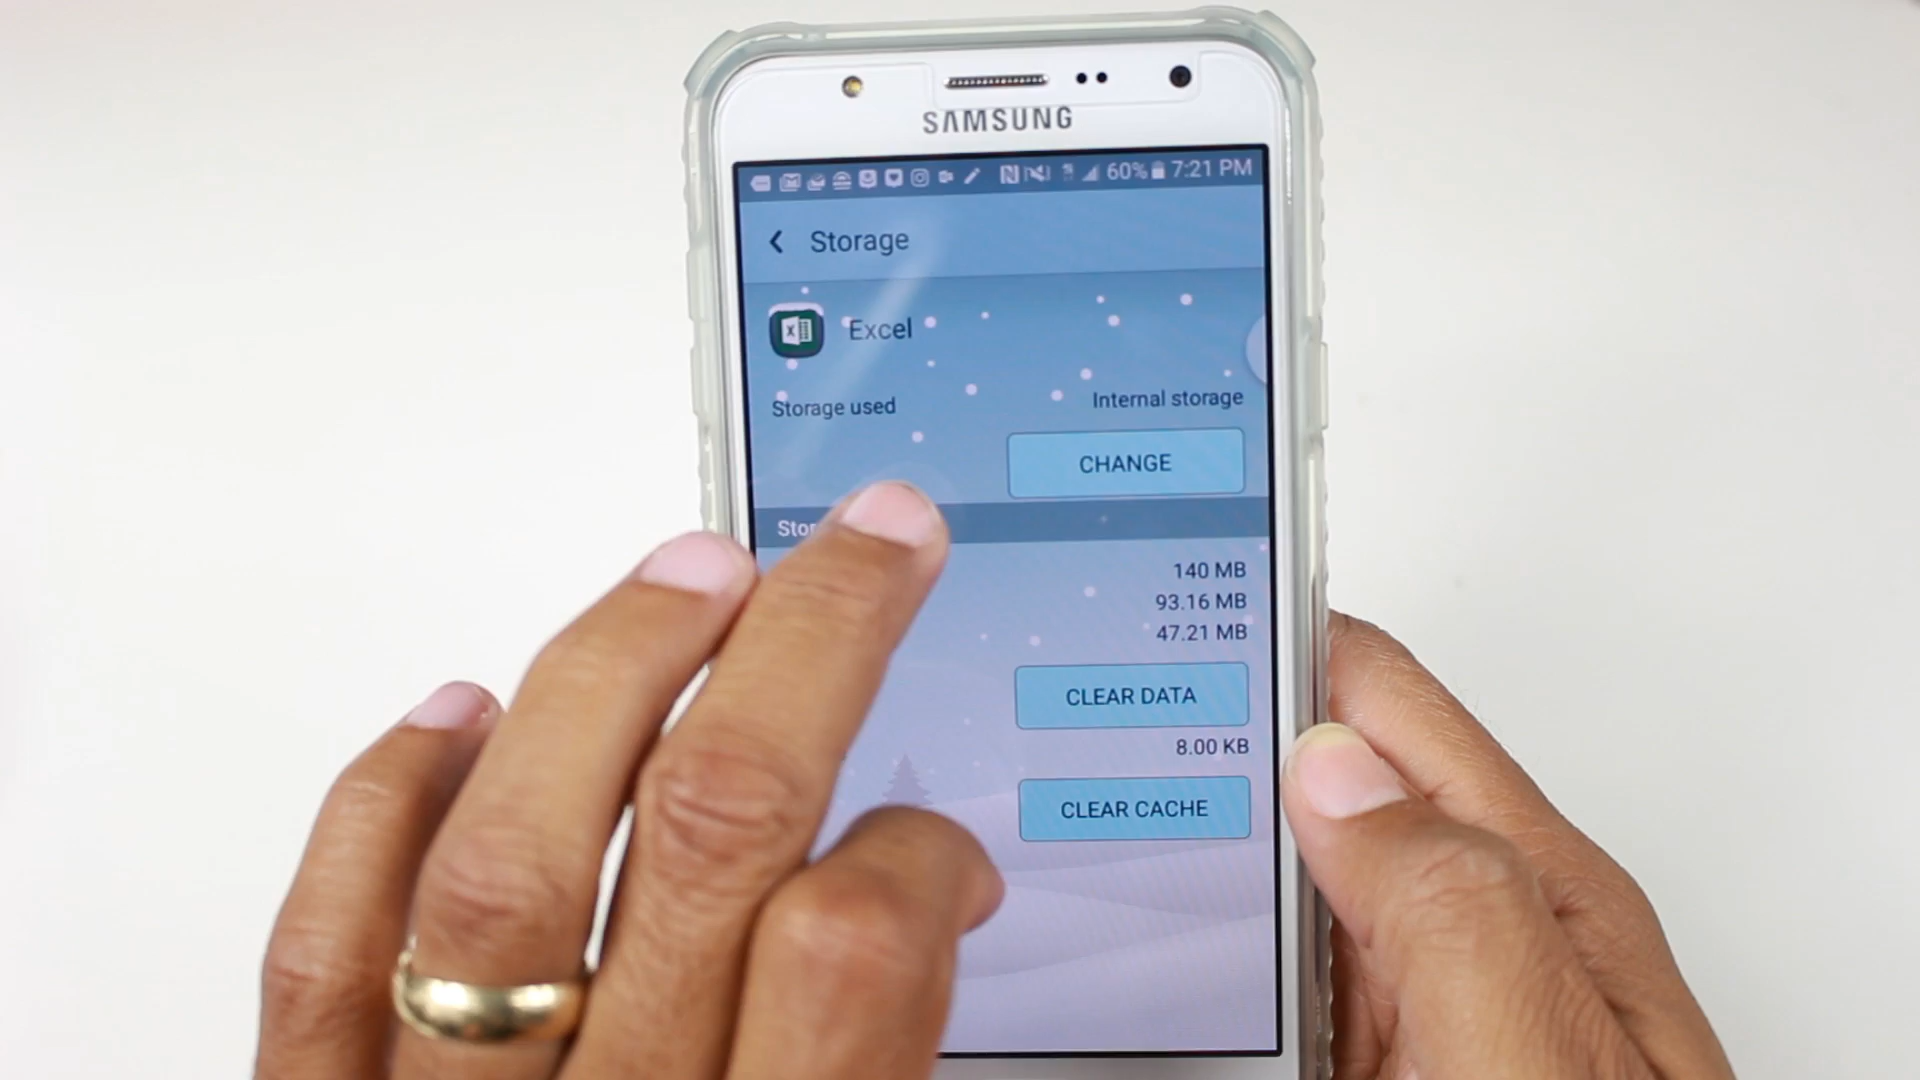 SAMSUNG
60% 7:21 PM
Storage
Excel
Storage used
Internal storage
CHANGE
140 MB
93.16 MB
47.21 MB
CLEAR DATA
8.00 KB
CLEAR CACHE